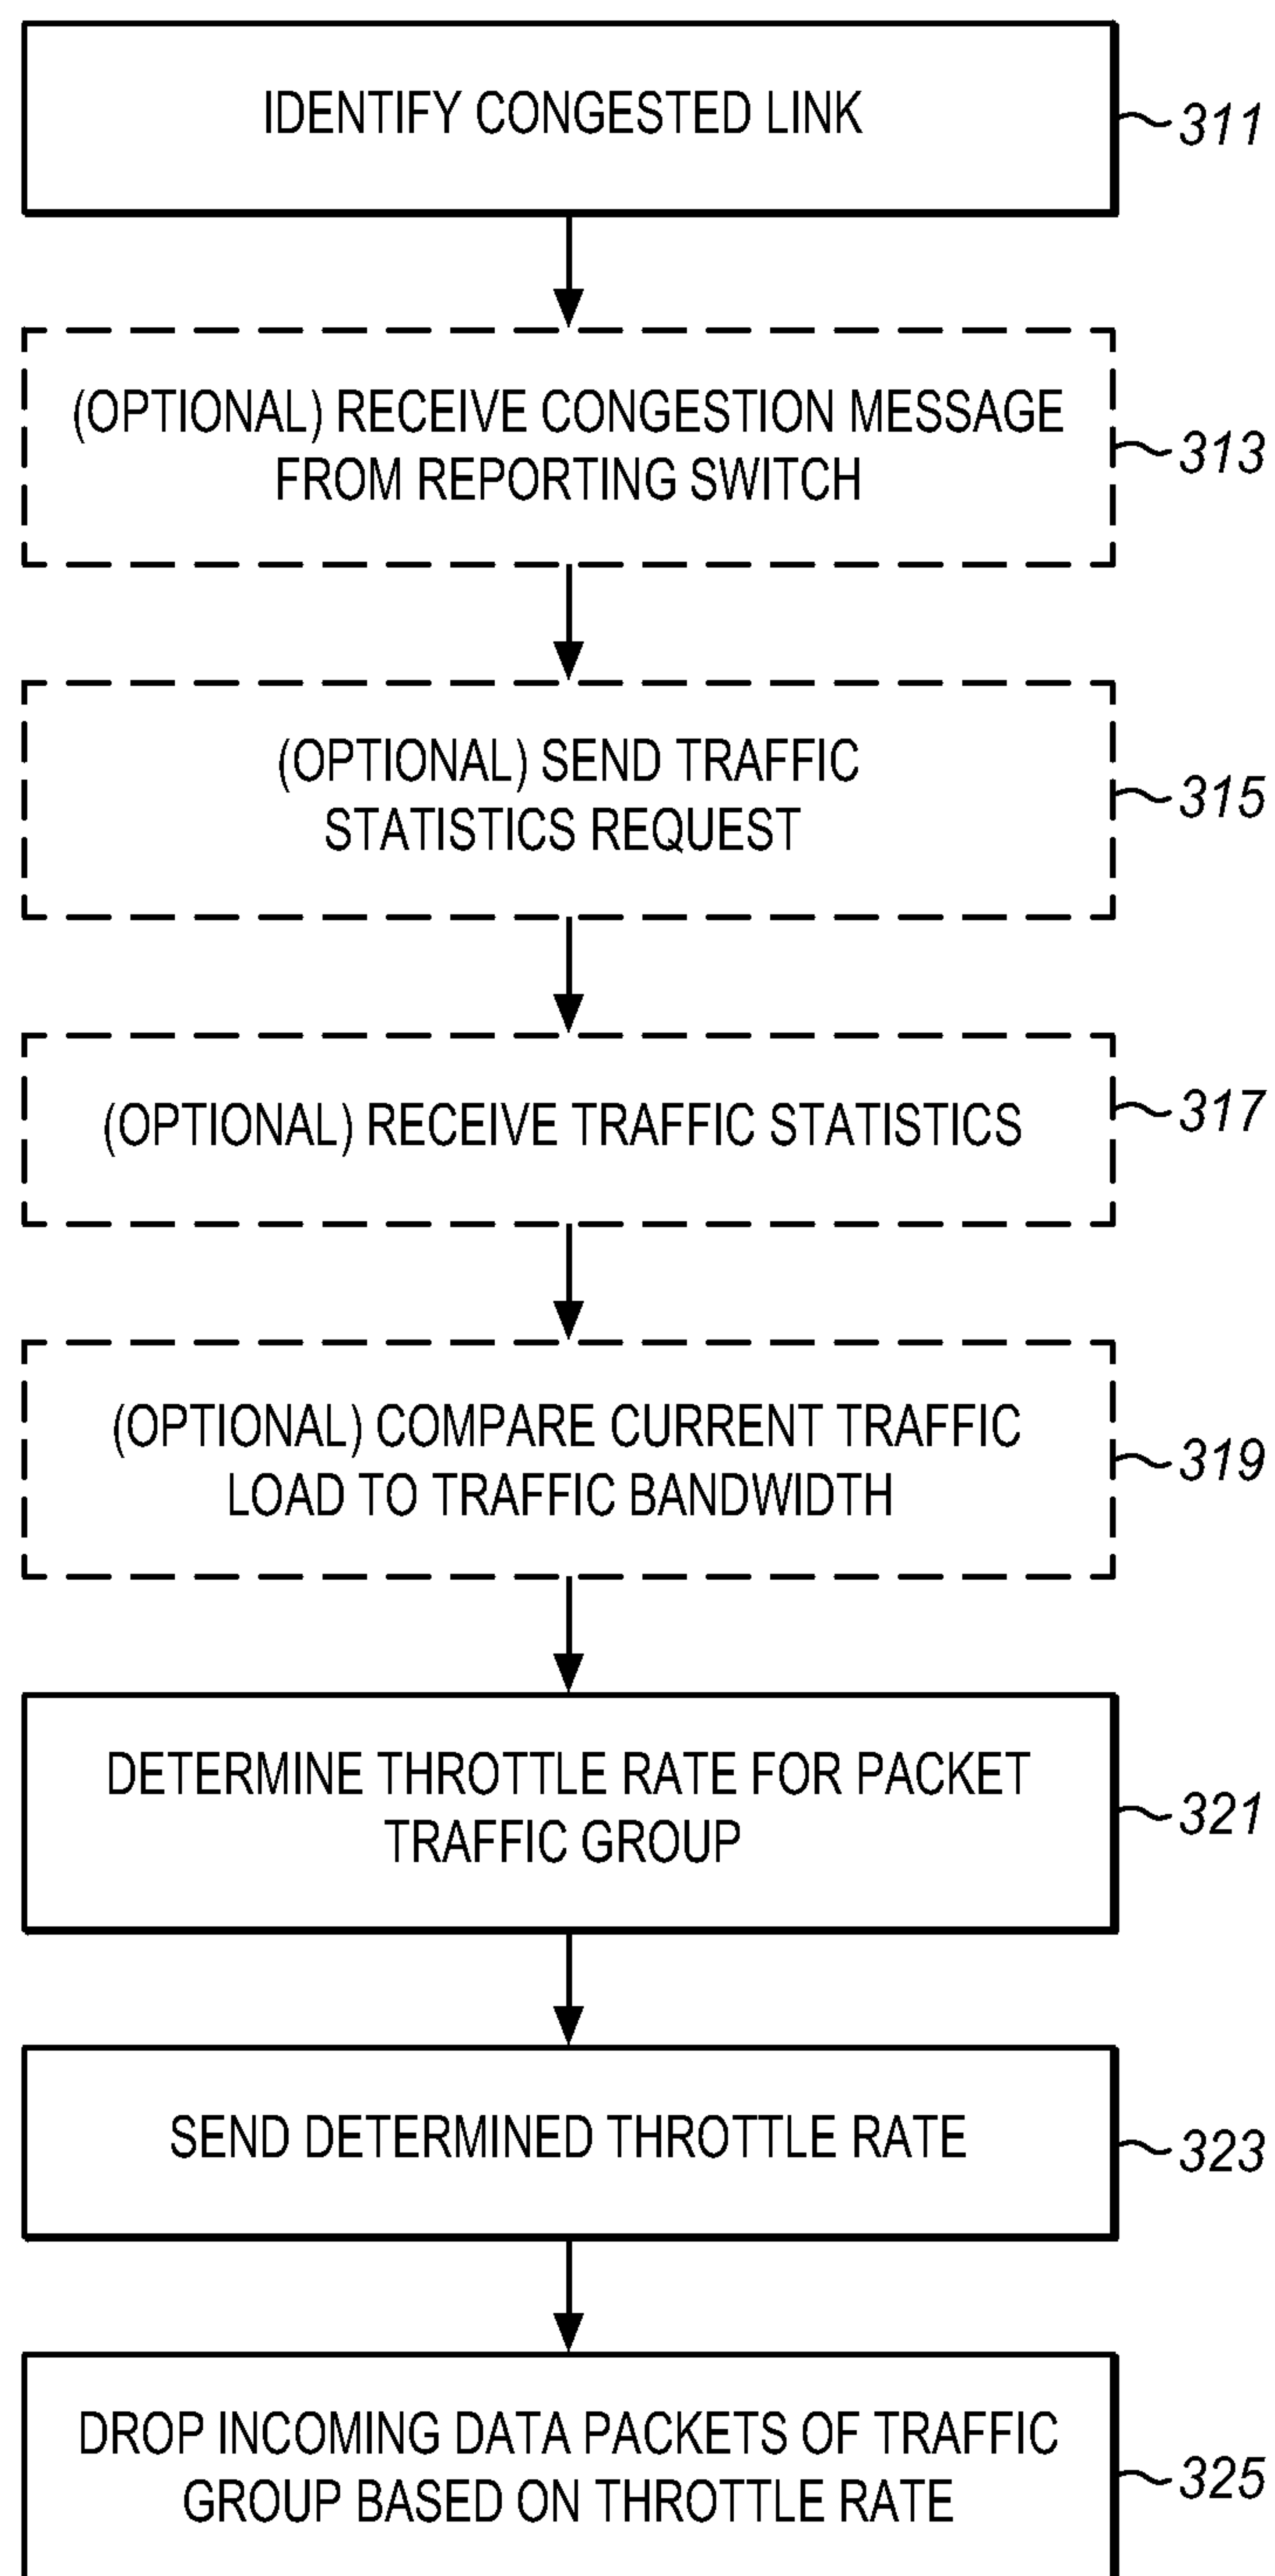 IDENTIFY CONGESTED LINK
311
(OPTIONAL) RECEIVE CONGESTION MESSAGE
FROM REPORTING SWITCH
313
(OPTIONAL) SEND TRAFFIC
STATISTICS REQUEST
315
(OPTIONAL) RECEIVE TRAFFIC STATISTICS
317
(OPTIONAL) COMPARE CURRENT TRAFFIC
LOAD TO TRAFFIC BANDWIDTH
319
DETERMINE THROTTLE RATE FOR PACKET
TRAFFIC GROUP
321
SEND DETERMINED THROTTLE RATE
323
DROP INCOMING DATA PACKETS OF TRAFFIC
GROUP BASED ON THROTTLE RATE
325